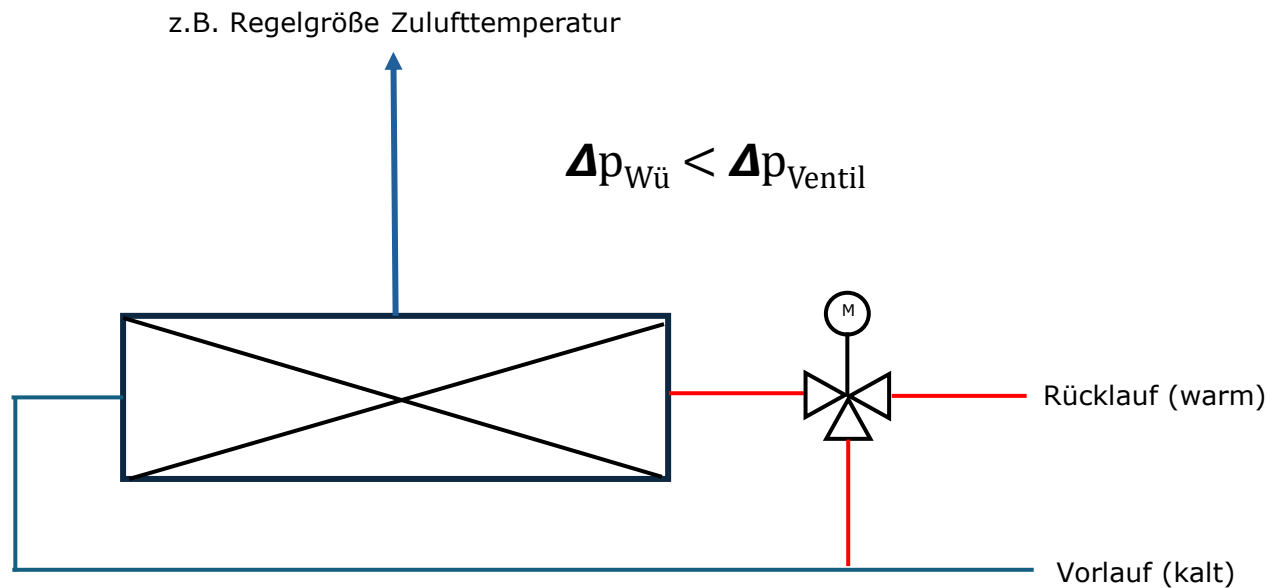 z.B. Regelgröße Zulufttemperatur
𝜟p_Wü < 𝜟p_Ventil
M
Rücklauf (warm)
Vorlauf (kalt)